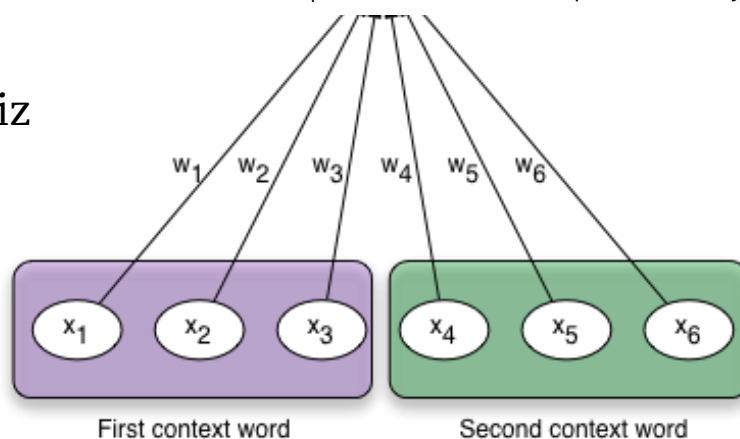 iz
w₁ w₂ w₃ w₄ w₅ w₆
x₁ x₂ x₃ x₄ x₅ x₆
First context word Second context word